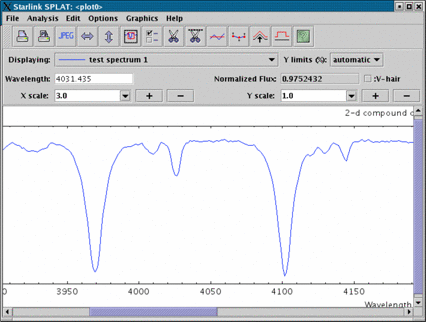 Starlink SPLAT: <plot0>
File Analysis Edit Options Graphics Help
JPEG
Displaying: test spectrum 1 Y limits (%): automatic
Wavelength: 4031.435 Normalized Flux: 0.9752432 :V-hair
X scale: 3.0 + − Y scale: 1.0 + −
2-d compound c
0 3950 4000 4050 4100 4150
Wavelength